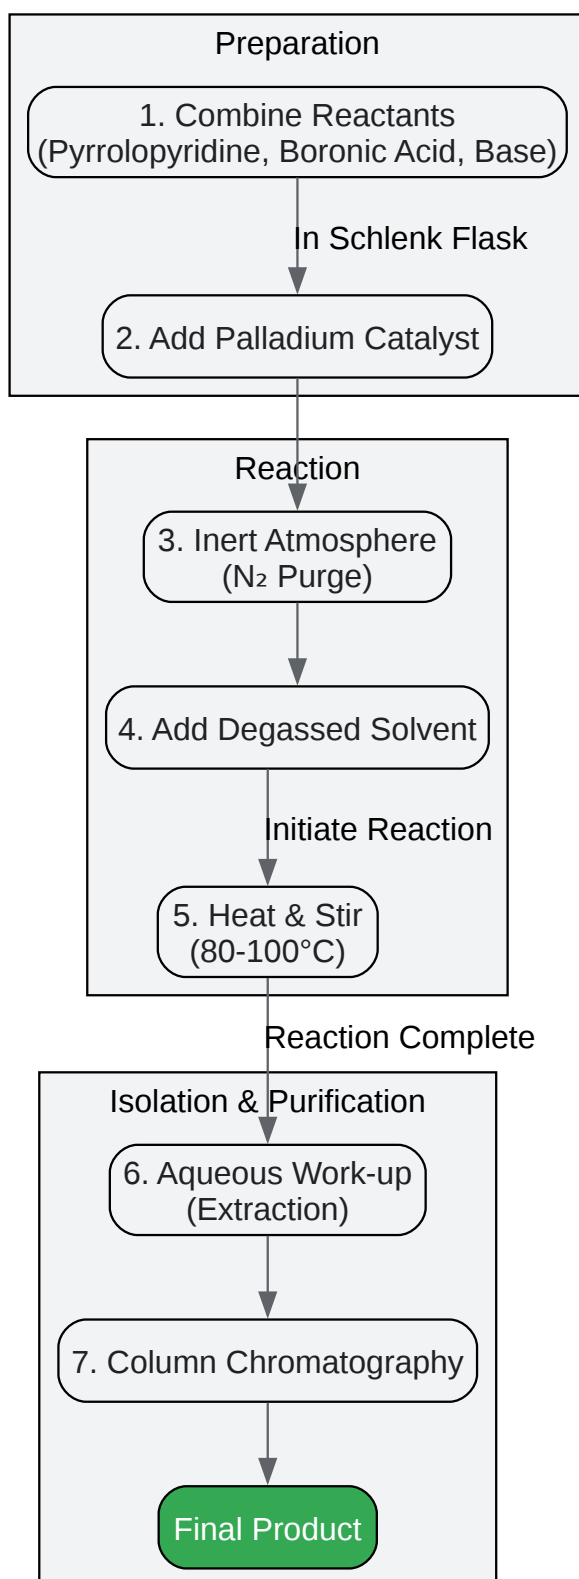 Preparation
1. Combine Reactants
(Pyrrolopyridine, Boronic Acid, Base)
In Schlenk Flask
2. Add Palladium Catalyst
Reaction
3. Inert Atmosphere
(N₂ Purge)
4. Add Degassed Solvent
Initiate Reaction
5. Heat & Stir
(80-100°C)
Reaction Complete
Isolation & Purification
6. Aqueous Work-up
(Extraction)
7. Column Chromatography
Final Product